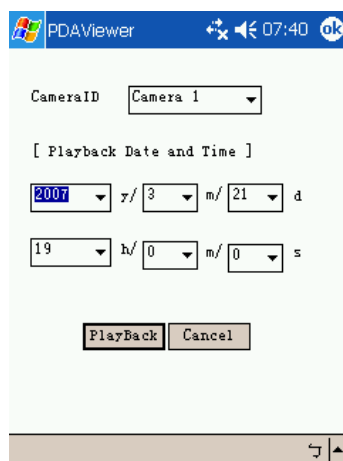 PDAViewer 07:40 ok
CameraID Camera 1
[ Playback Date and Time ]
2007 y/ 3 m/ 21 d
19 h/ 0 m/ 0 s
PlayBack Cancel